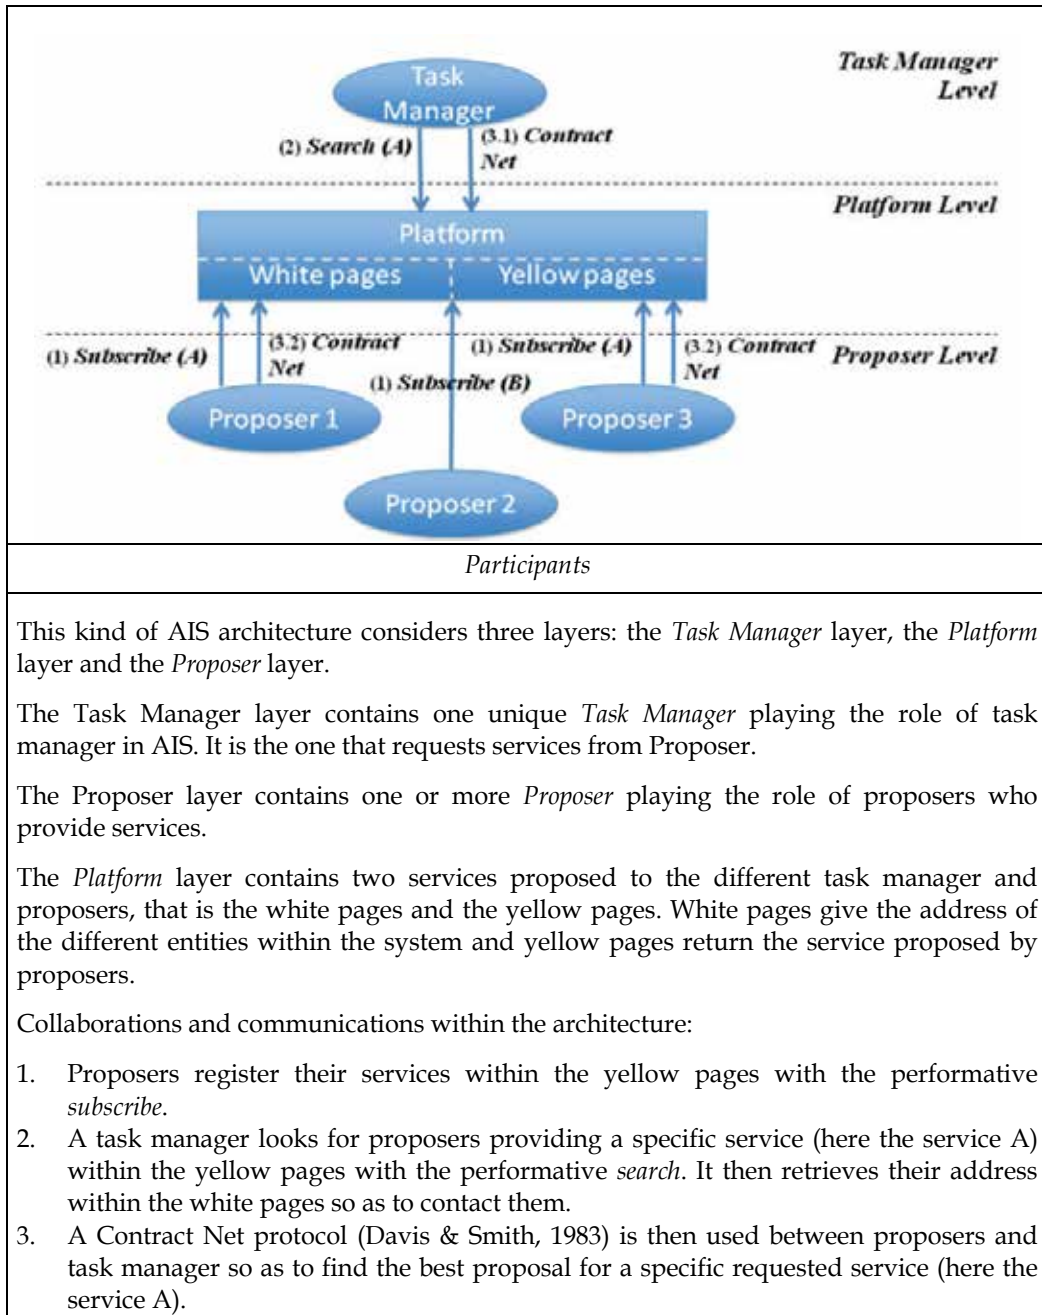 Task Manager
Level
Task
Manager
(2) Search (A)
(3.1) Contract
Net
Platform Level
Platform
White pages
Yellow pages
(1) Subscribe (A)
(3.2) Contract
Net
(1) Subscribe (B)
(1) Subscribe (A)
(3.2) Contract
Net
Proposer Level
Proposer 1
Proposer 3
Proposer 2
Participants
This kind of AIS architecture considers three layers: the Task Manager layer, the Platform
layer and the Proposer layer.
The Task Manager layer contains one unique Task Manager playing the role of task
manager in AIS. It is the one that requests services from Proposer.
The Proposer layer contains one or more Proposer playing the role of proposers who
provide services.
The Platform layer contains two services proposed to the different task manager and
proposers, that is the white pages and the yellow pages. White pages give the address of
the different entities within the system and yellow pages return the service proposed by
proposers.
Collaborations and communications within the architecture:
1. Proposers register their services within the yellow pages with the performative
subscribe.
2. A task manager looks for proposers providing a specific service (here the service A)
within the yellow pages with the performative search. It then retrieves their address
within the white pages so as to contact them.
3. A Contract Net protocol (Davis & Smith, 1983) is then used between proposers and
task manager so as to find the best proposal for a specific requested service (here the
service A).